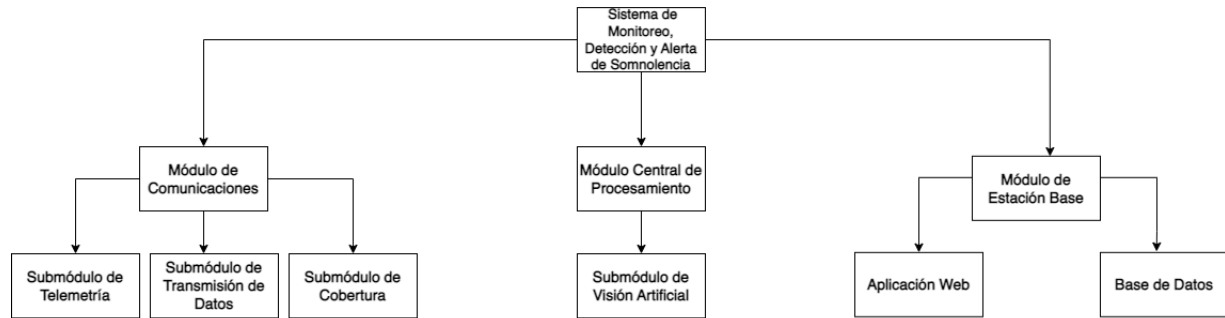 Sistema de
Monitoreo,
Detección y Alerta
de Somnolencia
Módulo de
Comunicaciones
Módulo Central de
Procesamiento
Módulo de
Estación Base
Submódulo de
Telemetría
Submódulo de
Transmisión de
Datos
Submódulo de
Cobertura
Submódulo de
Visión Artificial
Aplicación Web
Base de Datos